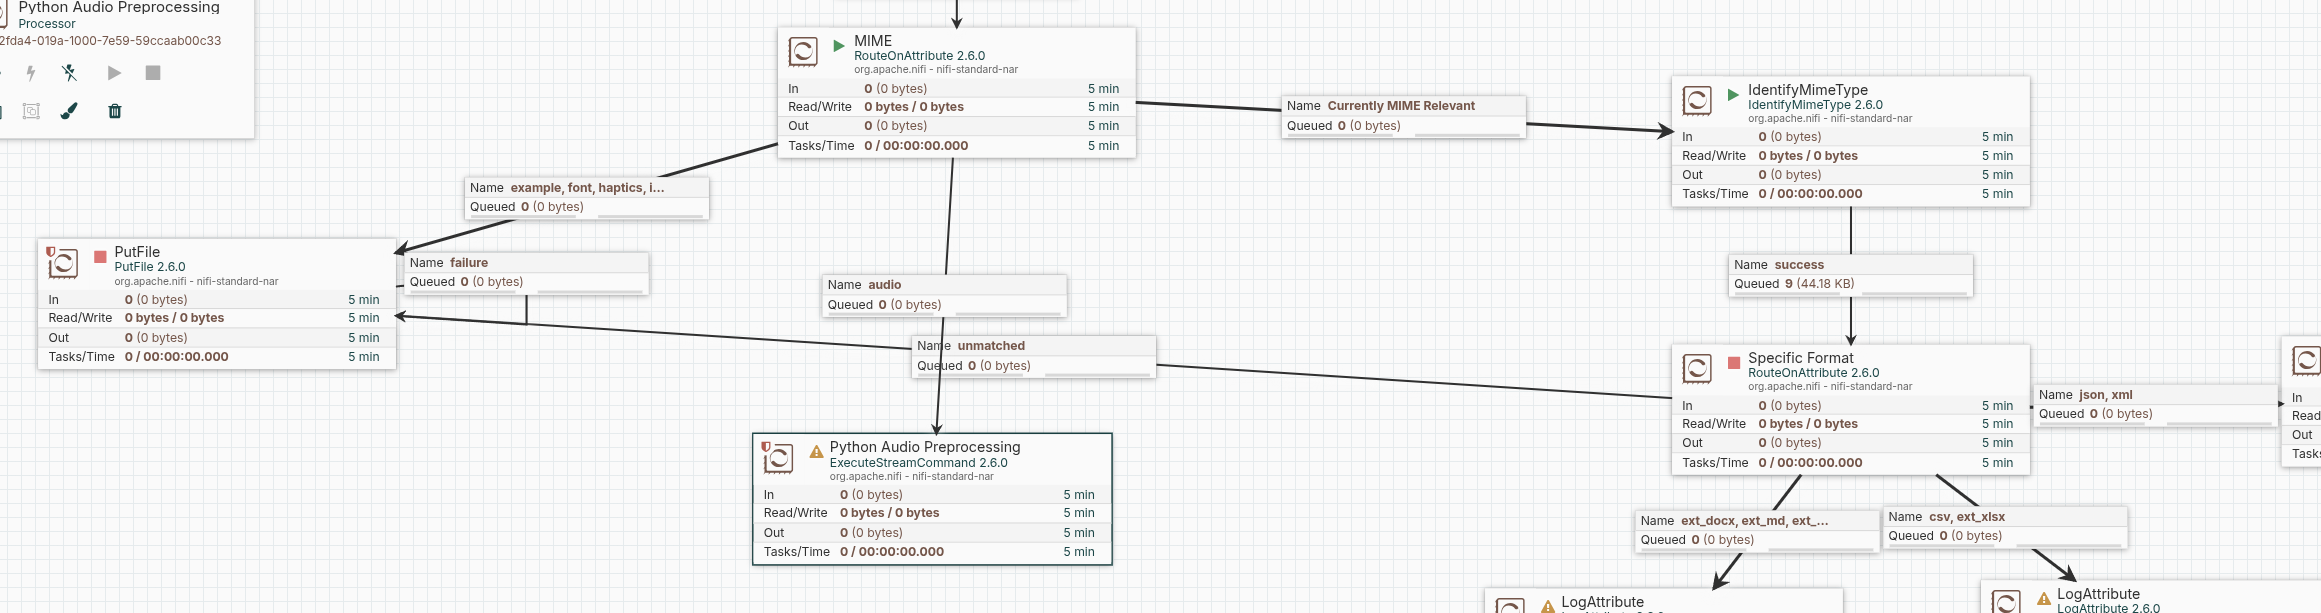 Python Audio Preprocessing
Processor
2fda4-019a-1000-7e59-59ccaab00c33
MIME
RouteOnAttribute 2.6.0
org.apache.nifi - nifi-standard-nar
In 0 (0 bytes) 5 min
Read/Write 0 bytes / 0 bytes 5 min
Out 0 (0 bytes) 5 min
Tasks/Time 0 / 00:00:00.000 5 min
Name Currently MIME Relevant
Queued 0 (0 bytes)
IdentifyMimeType
IdentifyMimeType 2.6.0
org.apache.nifi - nifi-standard-nar
In 0 (0 bytes) 5 min
Read/Write 0 bytes / 0 bytes 5 min
Out 0 (0 bytes) 5 min
Tasks/Time 0 / 00:00:00.000 5 min
Name example, font, haptics, i...
Queued 0 (0 bytes)
PutFile
PutFile 2.6.0
org.apache.nifi - nifi-standard-nar
In 0 (0 bytes) 5 min
Read/Write 0 bytes / 0 bytes 5 min
Out 0 (0 bytes) 5 min
Tasks/Time 0 / 00:00:00.000 5 min
Name failure
Queued 0 (0 bytes)
Name audio
Queued 0 (0 bytes)
Name success
Queued 9 (44.18 KB)
Name unmatched
Queued 0 (0 bytes)
Specific Format
RouteOnAttribute 2.6.0
org.apache.nifi - nifi-standard-nar
In 0 (0 bytes) 5 min
Read/Write 0 bytes / 0 bytes 5 min
Out 0 (0 bytes) 5 min
Tasks/Time 0 / 00:00:00.000 5 min
Name json, xml
Queued 0 (0 bytes)
In
Read
Out
Tasks
Python Audio Preprocessing
ExecuteStreamCommand 2.6.0
org.apache.nifi - nifi-standard-nar
In 0 (0 bytes) 5 min
Read/Write 0 bytes / 0 bytes 5 min
Out 0 (0 bytes) 5 min
Tasks/Time 0 / 00:00:00.000 5 min
Name ext_docx, ext_md, ext_...
Queued 0 (0 bytes)
Name csv, ext_xlsx
Queued 0 (0 bytes)
LogAttribute
LogAttribute
LogAttribute 2.6.0